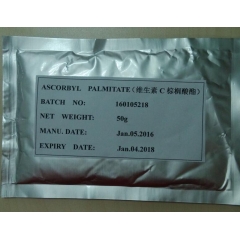 ASCORBYL PALMITATE（维生素 C 棕榈酸酯）
BATCH NO: 160105218
NET WEIGHT: 50g
MANU. DATE: Jan.05.2016
EXPIRY DATE: Jan.04.2018